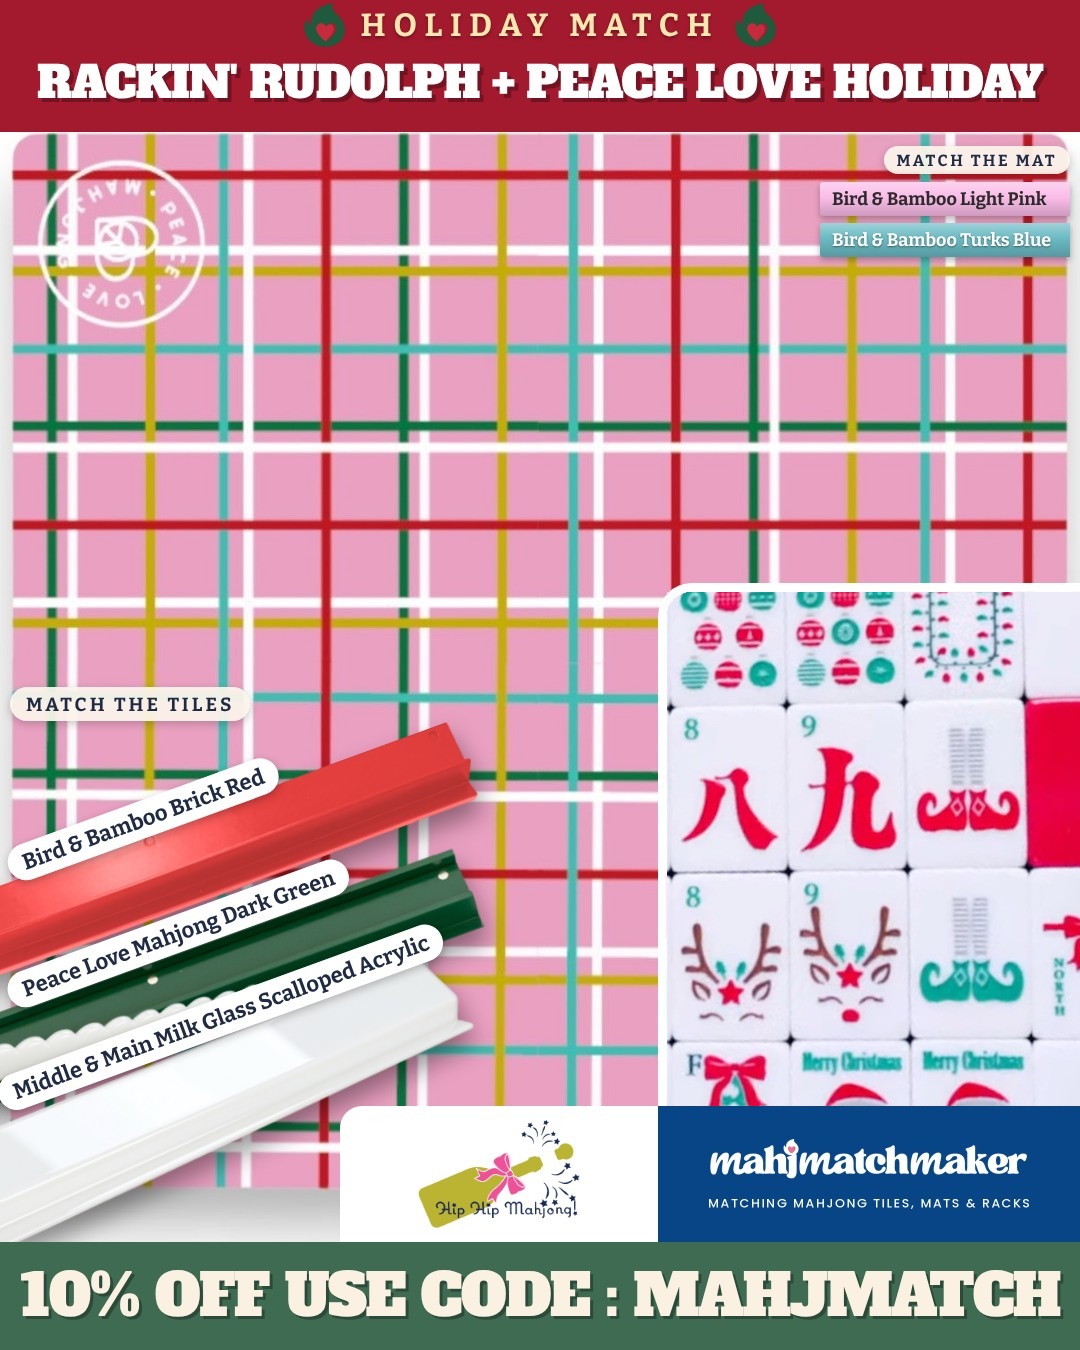 HOLIDAY MATCH
RACKIN' RUDOLPH + PEACE LOVE HOLIDAY
MAHJONG • PEACE • LOVE •
MATCH THE MAT
Bird & Bamboo Light Pink
Bird & Bamboo Turks Blue
MATCH THE TILES
Bird & Bamboo Brick Red
Peace Love Mahjong Dark Green
Middle & Main Milk Glass Scalloped Acrylic
8
八
9
九
8
9
NORTH
F
Merry Christmas
Merry Christmas
Hip Hip Mahjong!
mahjmatchmaker
MATCHING MAHJONG TILES, MATS & RACKS
10% OFF USE CODE : MAHJMATCH